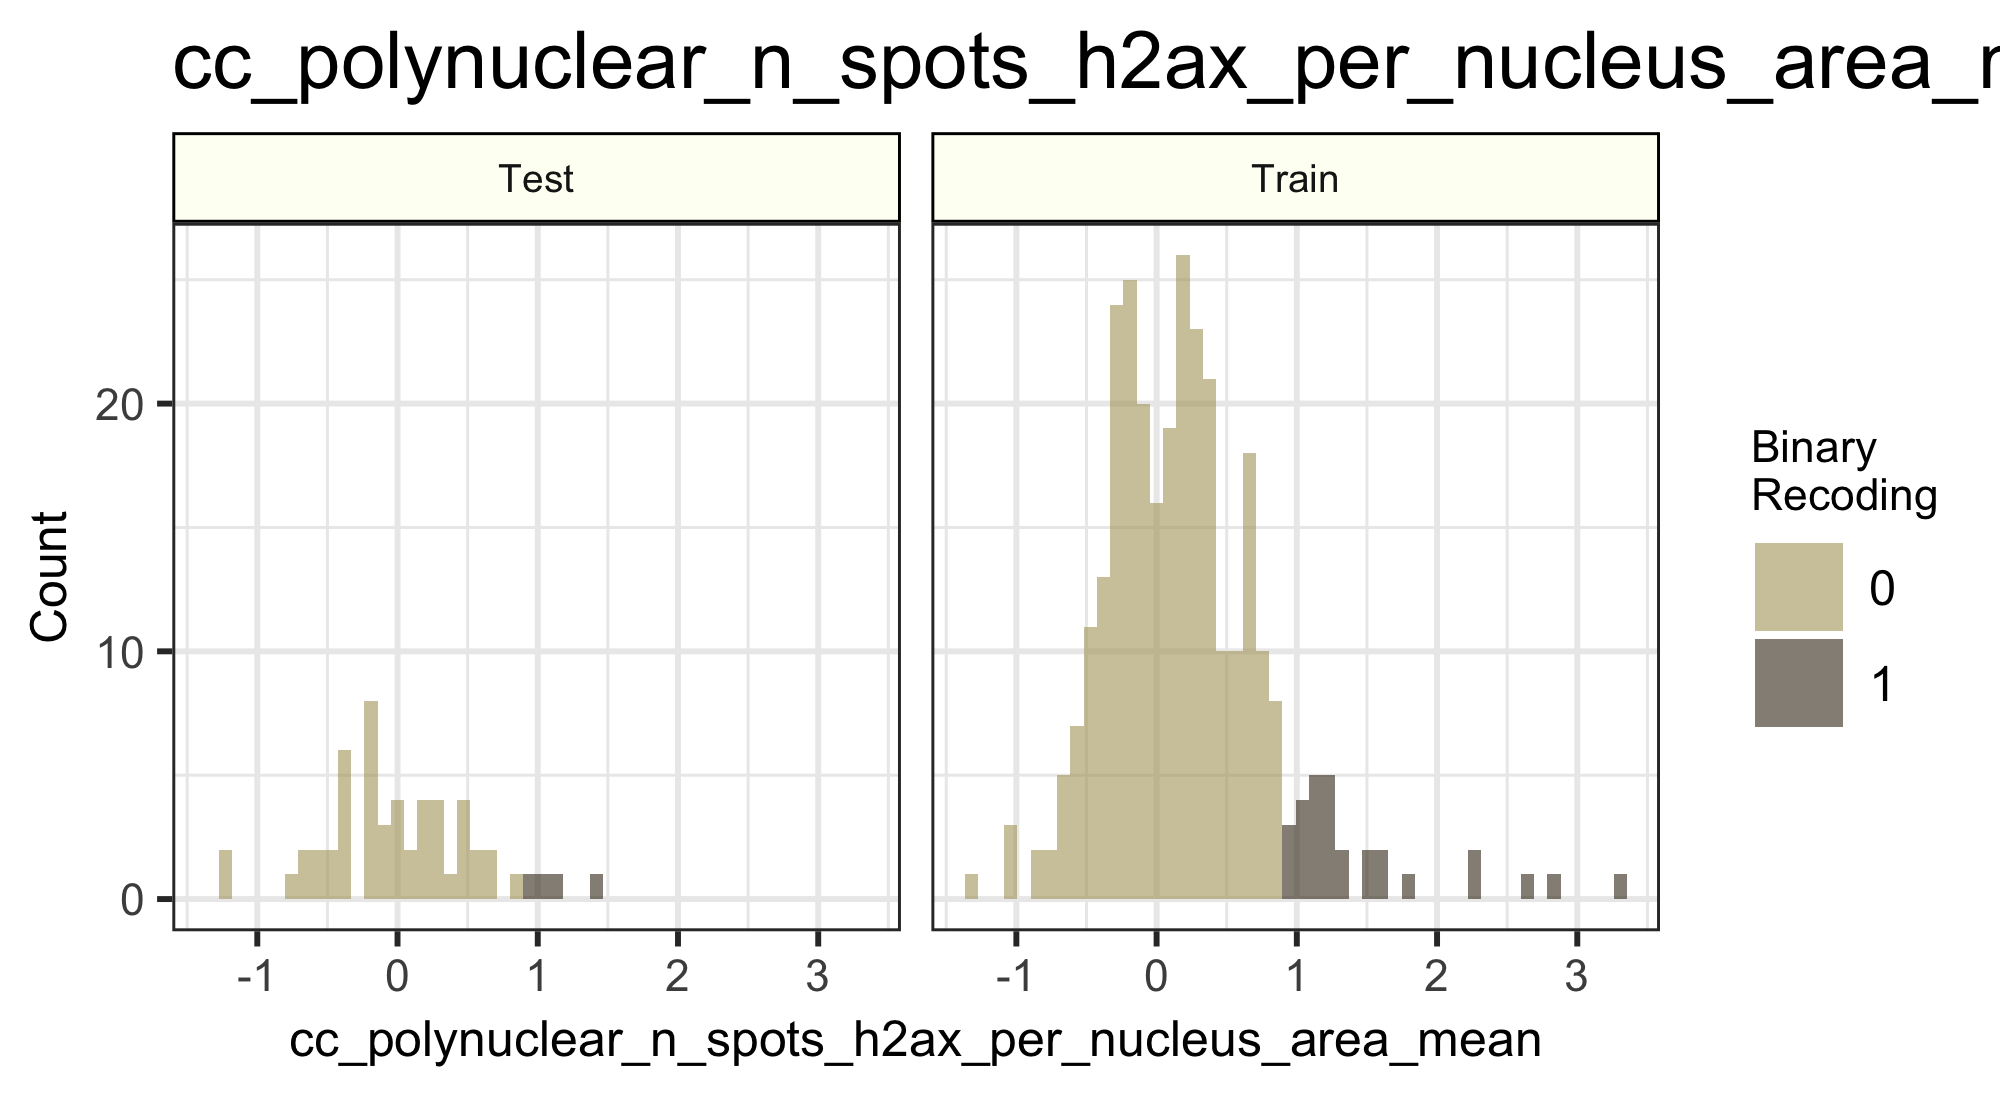 cc_polynuclear_n_spots_h2ax_per_nucleus_area_
Test
Train
Count
20
10
0
-1 0 1 2 3
-1 0 1 2 3
cc_polynuclear_n_spots_h2ax_per_nucleus_area_mean
Binary
Recoding
0
1